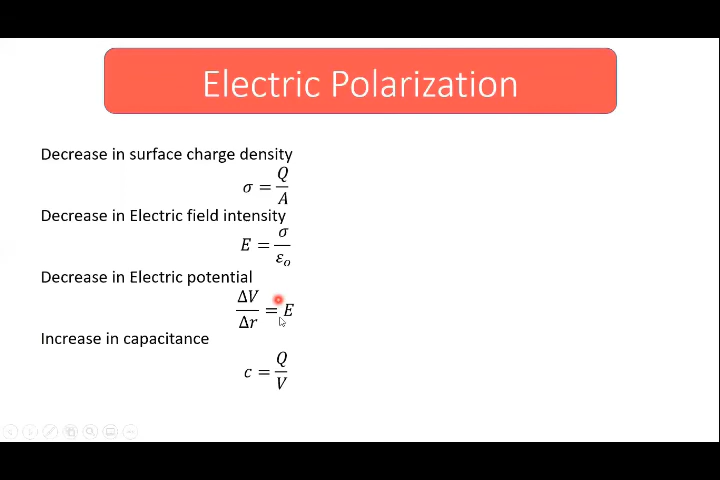 Electric Polarization
Decrease in surface charge density
σ = Q/A
Decrease in Electric field intensity
E = σ/εₒ
Decrease in Electric potential
ΔV/Δr = E
Increase in capacitance
c = Q/V